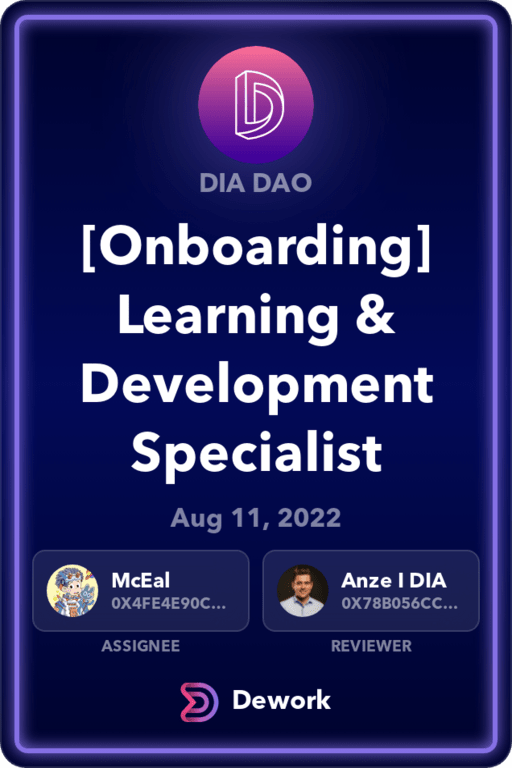 DIA DAO
[Onboarding]
Learning &
Development
Specialist
Aug 11, 2022
McEal
0X4FE4E90C...
ASSIGNEE
Anze I DIA
0X78B056CC...
REVIEWER
Dework